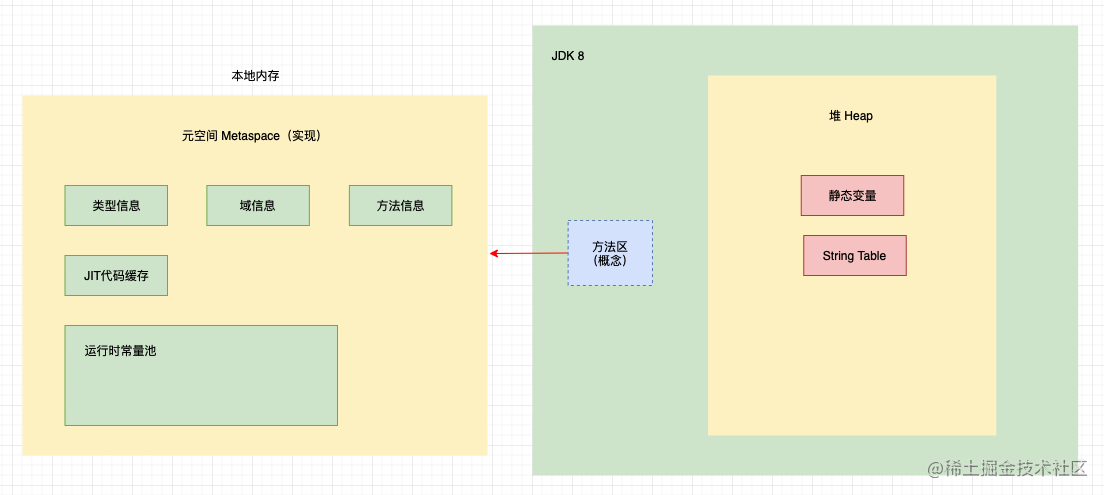 本地内存
元空间 Metaspace（实现）
类型信息
域信息
方法信息
JIT代码缓存
运行时常量池
JDK 8
方法区
（概念）
堆 Heap
静态变量
String Table
@稀土掘金技术社区